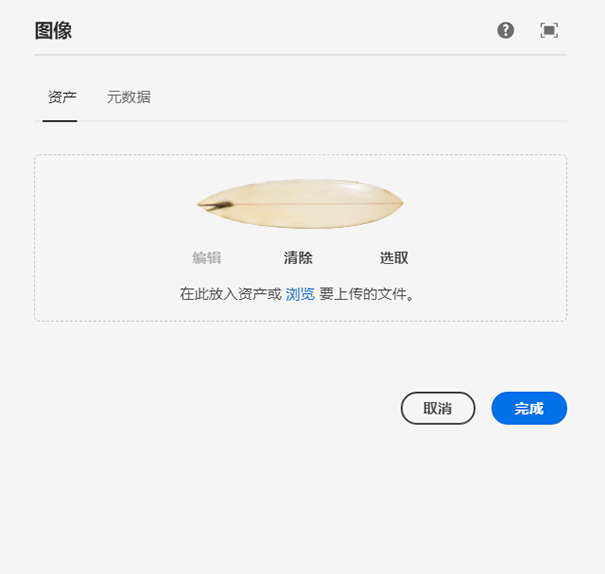 图像
资产 元数据
编辑 清除 选取
在此放入资产或 浏览 要上传的文件。
取消 完成